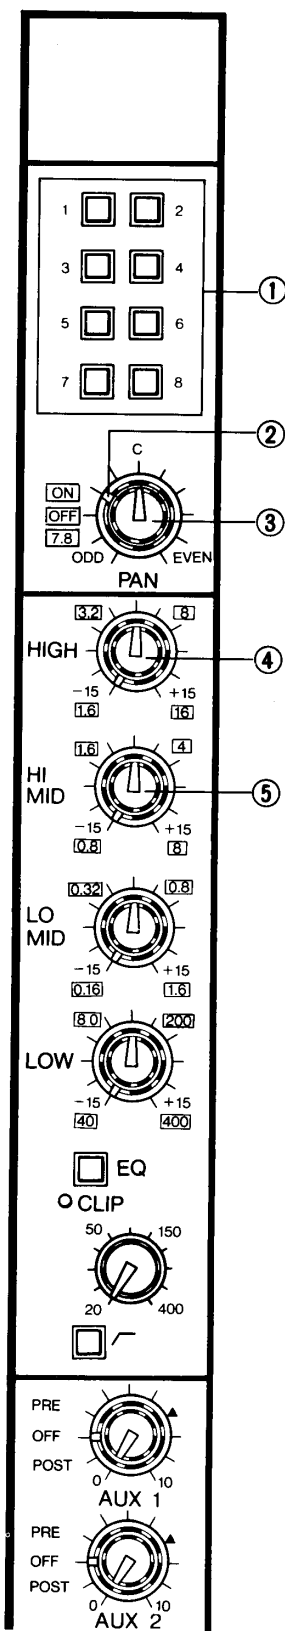 1 2
3 4
5 6
7 8
①
②
C
③
ON
OFF
7.8
ODD EVEN
PAN
3.2 8
HIGH
④
-15 +15
1.6 16
1.6 4
HI
MID
⑤
-15 +15
0.8 8
0.32 0.8
LO
MID
-15 +15
0.16 1.6
80 200
LOW
-15 +15
40 400
EQ
CLIP
50 150
20 400
PRE
OFF
POST
0 10
AUX 1
PRE
OFF
POST
0 10
AUX 2